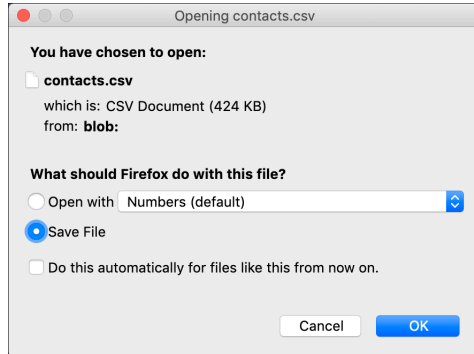 Opening contacts.csv
You have chosen to open:
contacts.csv
which is: CSV Document (424 KB)
from: blob:
What should Firefox do with this file?
Open with Numbers (default)
Save File
Do this automatically for files like this from now on.
Cancel OK